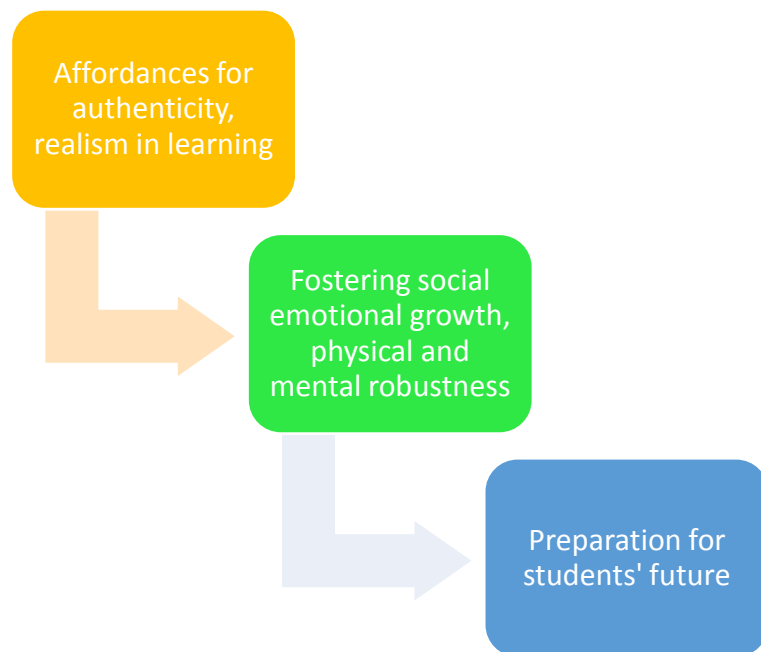 Affordances for
authenticity,
realism in learning
Fostering social
emotional growth,
physical and
mental robustness
Preparation for
students' future